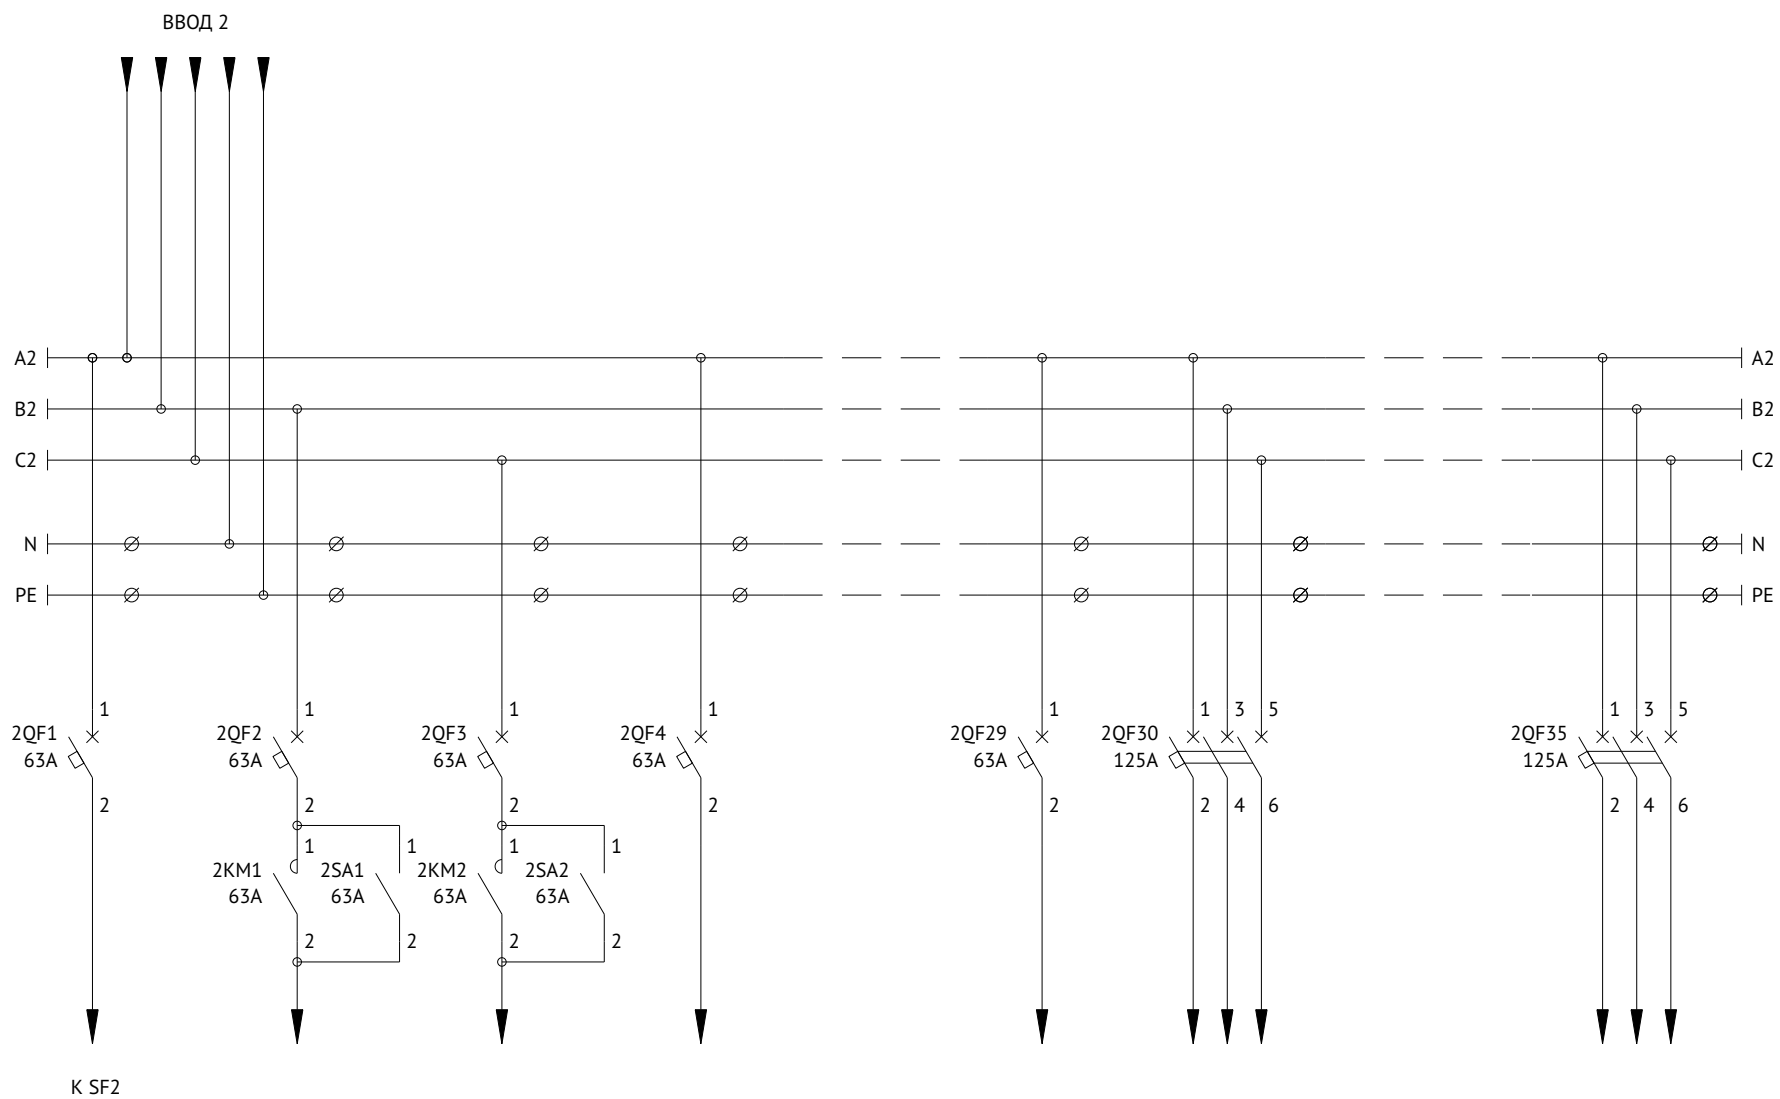 ВВОД 2
A2 A2
B2 B2
C2 C2
N N
PE PE
1 1 1 1 1 1 3 5 1 3 5
2QF1 2QF2 2QF3 2QF4 2QF29 2QF30 2QF35
63A 63A 63A 63A 63A 125A 125A
2 2 2 2 2 2 4 6 2 4 6
1 1 1 1
2KM1 2SA1 2KM2 2SA2
63A 63A 63A 63A
2 2 2 2
К SF2